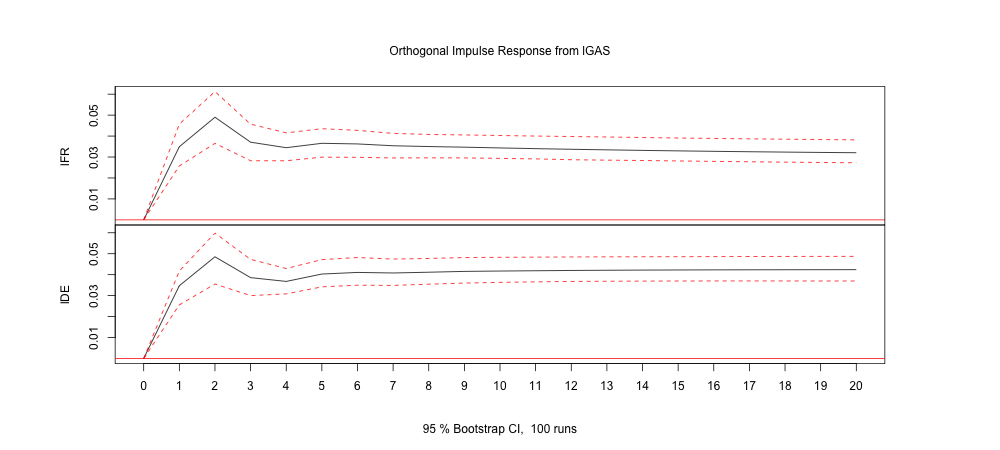 Orthogonal Impulse Response from IGAS
IFR
0.05
0.03
0.01
IDE
0.05
0.03
0.01
0 1 2 3 4 5 6 7 8 9 10 11 12 13 14 15 16 17 18 19 20
95 % Bootstrap CI,  100 runs